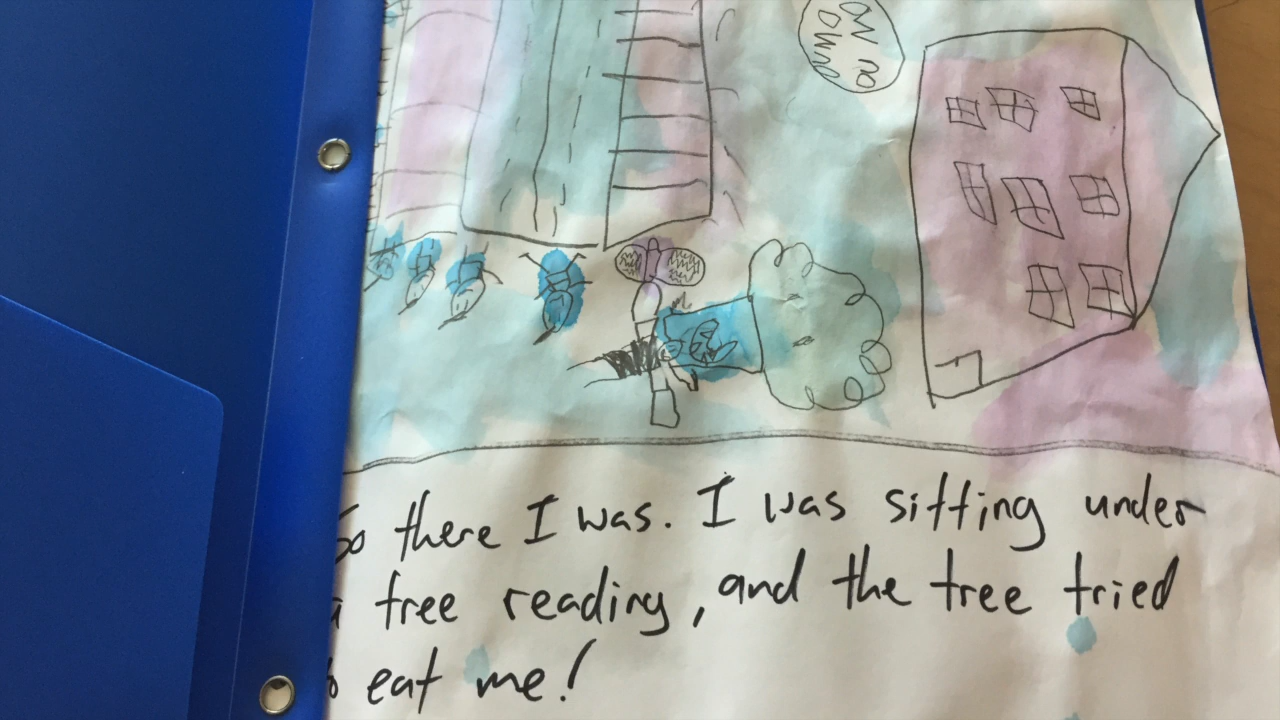 So there I was. I was sitting under
a tree reading, and the tree tried
to eat me!